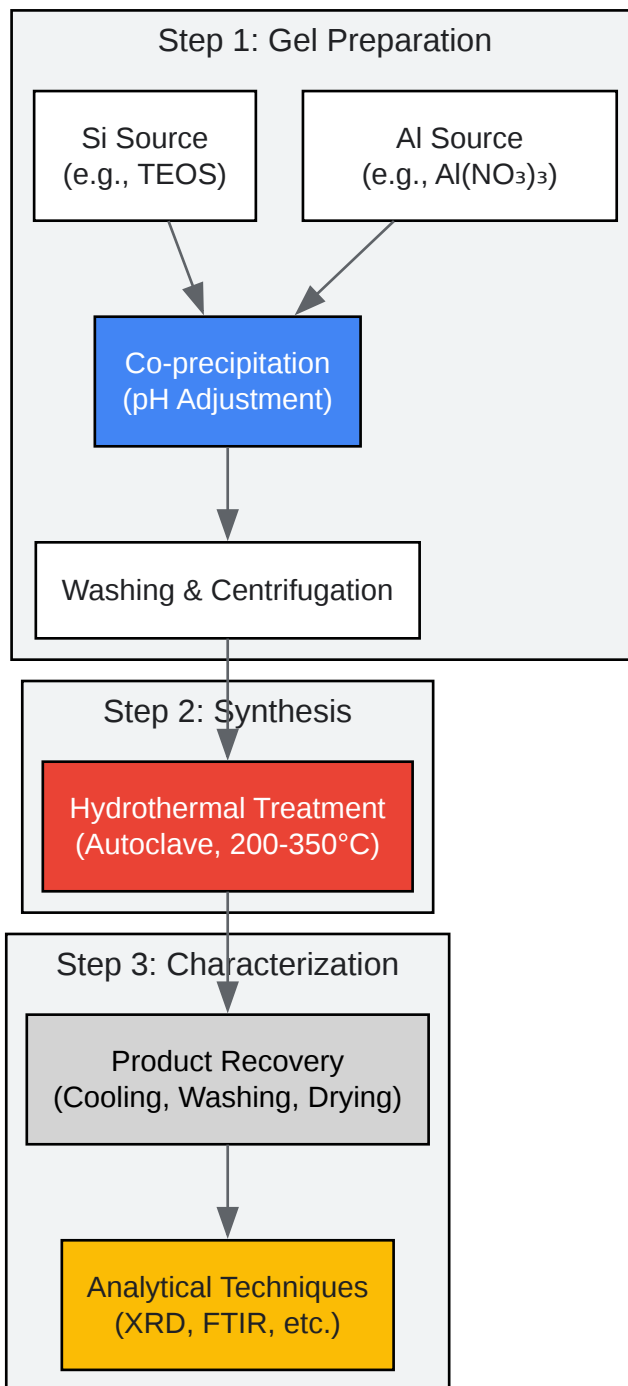 Step 1: Gel Preparation
Si Source
(e.g., TEOS)
Al Source
(e.g., Al(NO₃)₃)
Co-precipitation
(pH Adjustment)
Washing & Centrifugation
Step 2: Synthesis
Hydrothermal Treatment
(Autoclave, 200-350°C)
Step 3: Characterization
Product Recovery
(Cooling, Washing, Drying)
Analytical Techniques
(XRD, FTIR, etc.)